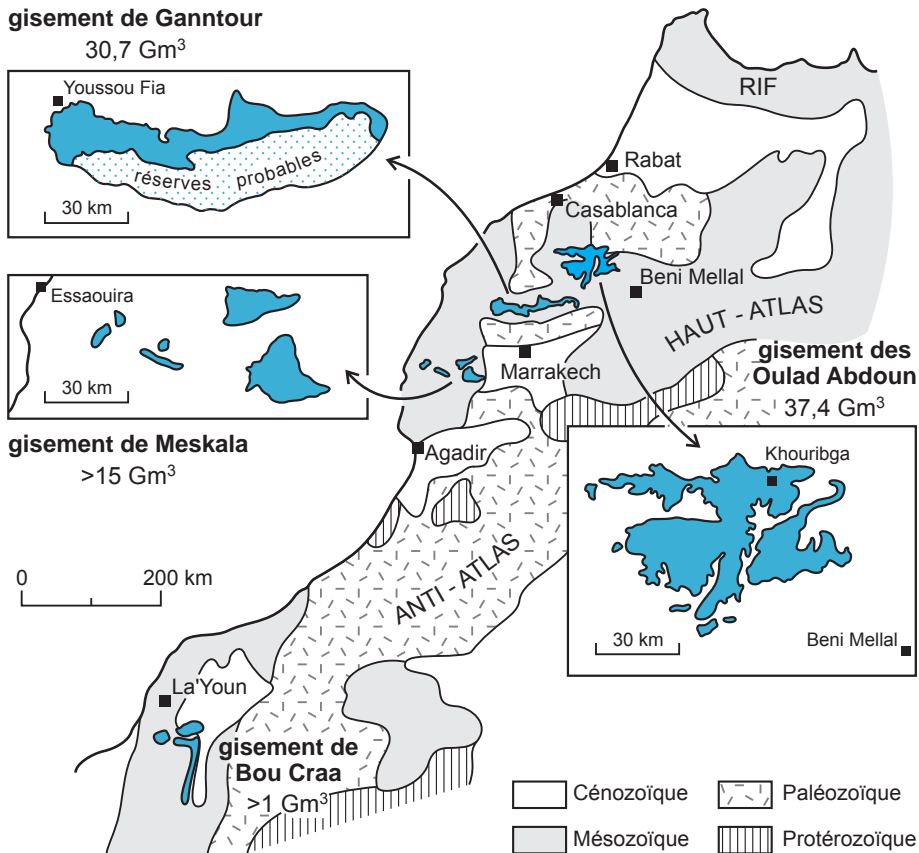 gisement de Ganntour
30,7 Gm³
Youssou Fia
réserves probables
30 km
RIF
Rabat
Casablanca
Beni Mellal
HAUT - ATLAS
Essaouira
30 km
Marrakech
gisement de Meskala
>15 Gm³
gisement des
Oulad Abdoun
37,4 Gm³
Agadir
Khouribga
30 km
Beni Mellal
0 200 km
ANTI - ATLAS
La'Youn
gisement de
Bou Craa
>1 Gm³
Cénozoïque
Paléozoïque
Mésozoïque
Protérozoïque